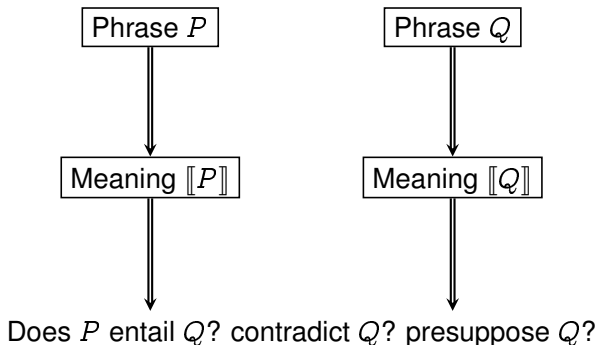 Phrase P
Phrase Q
Meaning ⟦P⟧
Meaning ⟦Q⟧
Does P entail Q? contradict Q? presuppose Q?